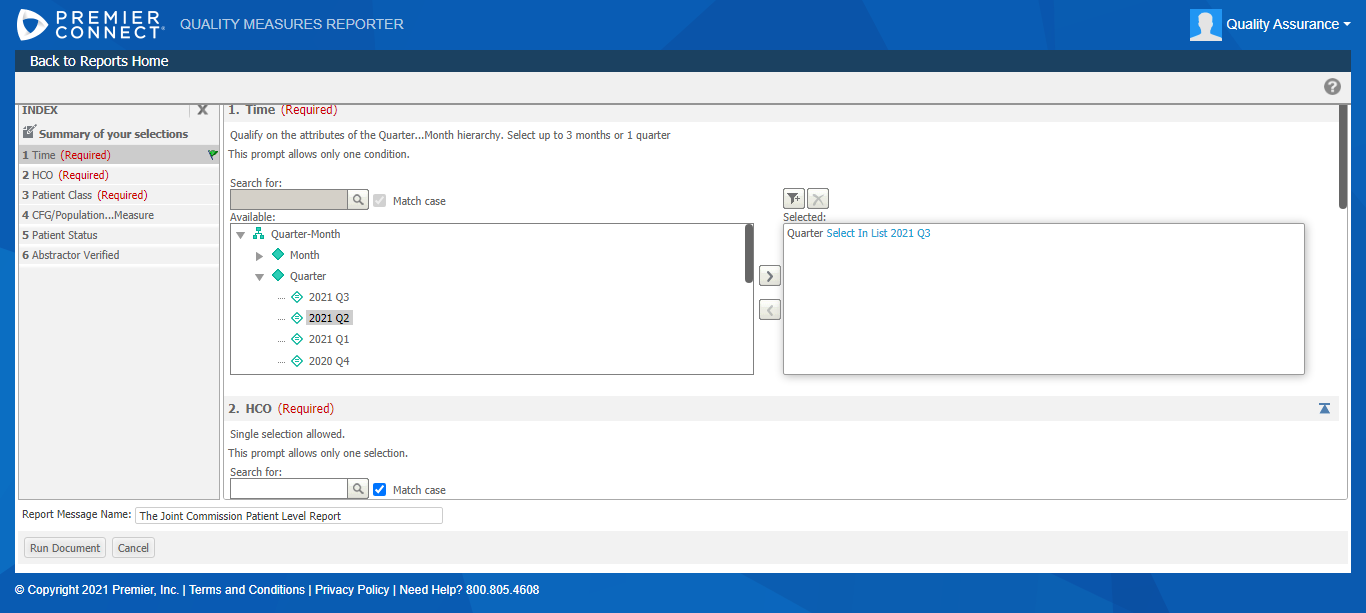 PREMIER CONNECT QUALITY MEASURES REPORTER
Quality Assurance
Back to Reports Home
INDEX
Summary of your selections
1 Time (Required)
2 HCO (Required)
3 Patient Class (Required)
4 CFG/Population...Measure
5 Patient Status
6 Abstractor Verified
1. Time (Required)
Qualify on the attributes of the Quarter...Month hierarchy. Select up to 3 months or 1 quarter
This prompt allows only one condition.
Search for:
Match case
Available:
Quarter-Month
Month
Quarter
2021 Q3
2021 Q2
2021 Q1
2020 Q4
Selected:
Quarter Select In List 2021 Q3
2. HCO (Required)
Single selection allowed.
This prompt allows only one selection.
Search for:
Match case
Report Message Name: The Joint Commission Patient Level Report
Run Document Cancel
© Copyright 2021 Premier, Inc. | Terms and Conditions | Privacy Policy | Need Help? 800.805.4608